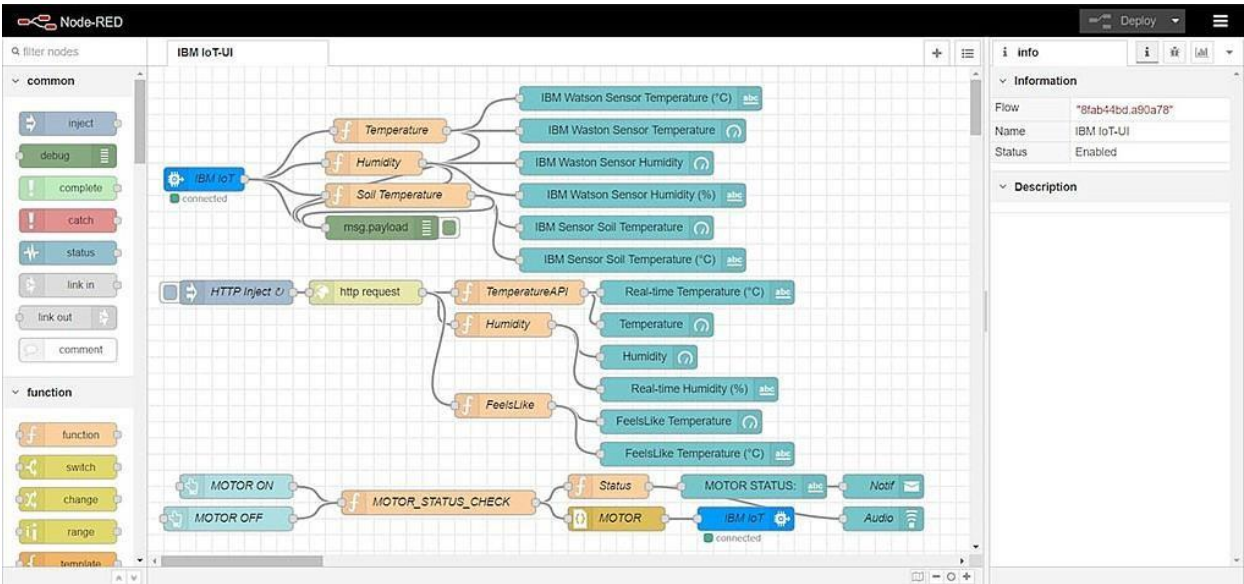 Node-RED
Deploy
filter nodes
common
inject
debug
complete
catch
status
link in
link out
comment
function
function
switch
change
range
template
IBM IoT-UI
IBM IoT
connected
Temperature
Humidity
Soil Temperature
msg.payload
IBM Watson Sensor Temperature (°C)
abc
IBM Waston Sensor Temperature
IBM Waston Sensor Humidity
IBM Watson Sensor Humidity (%)
abc
IBM Sensor Soil Temperature
IBM Sensor Soil Temperature (°C)
abc
HTTP Inject ↻
http request
TemperatureAPI
Humidity
FeelsLike
Real-time Temperature (°C)
abc
Temperature
Humidity
Real-time Humidity (%)
abc
FeelsLike Temperature
FeelsLike Temperature (°C)
abc
MOTOR ON
MOTOR OFF
MOTOR_STATUS_CHECK
Status
MOTOR STATUS:
abc
Notif
MOTOR
IBM IoT
connected
Audio
i info
i
Information
Flow "8fab44bd.a90a78"
Name IBM IoT-UI
Status Enabled
Description